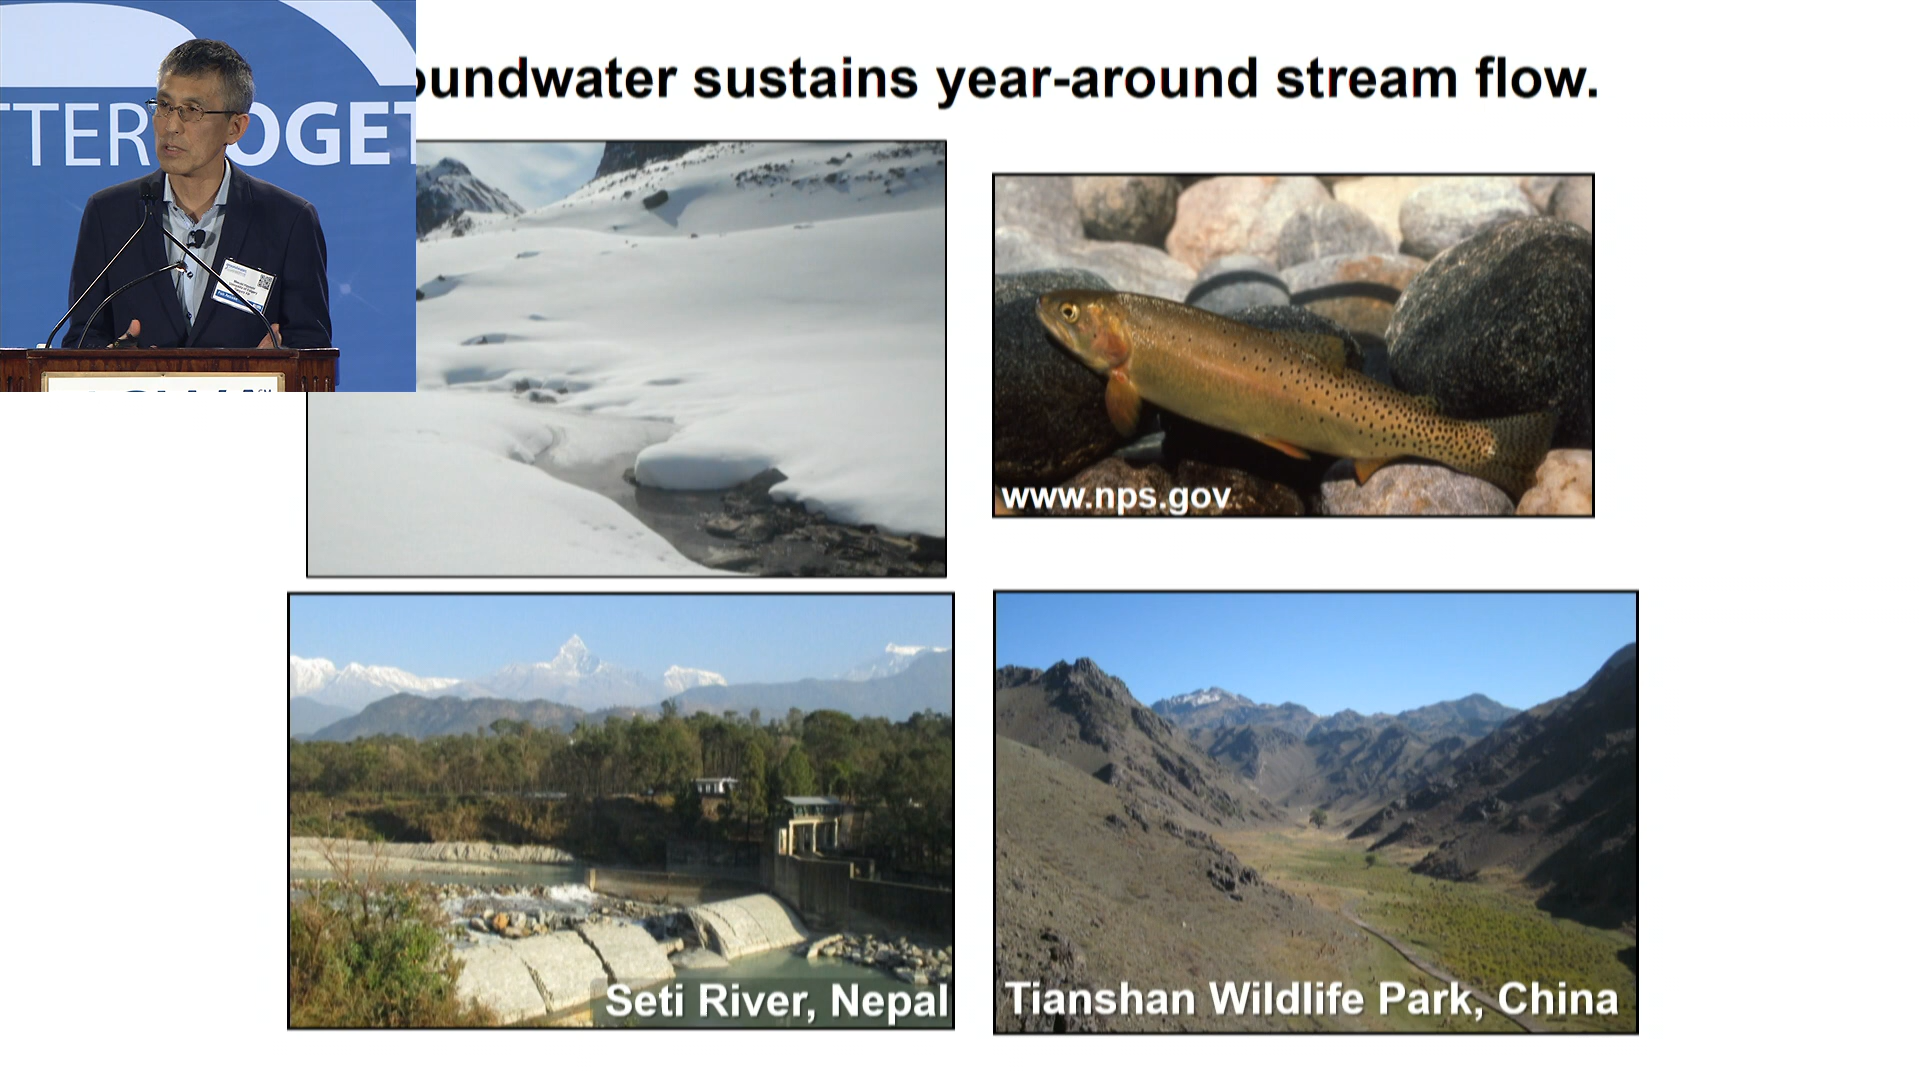 TTER OGET
oundwater sustains year-around stream flow.
www.nps.gov
Seti River, Nepal
Tianshan Wildlife Park, China